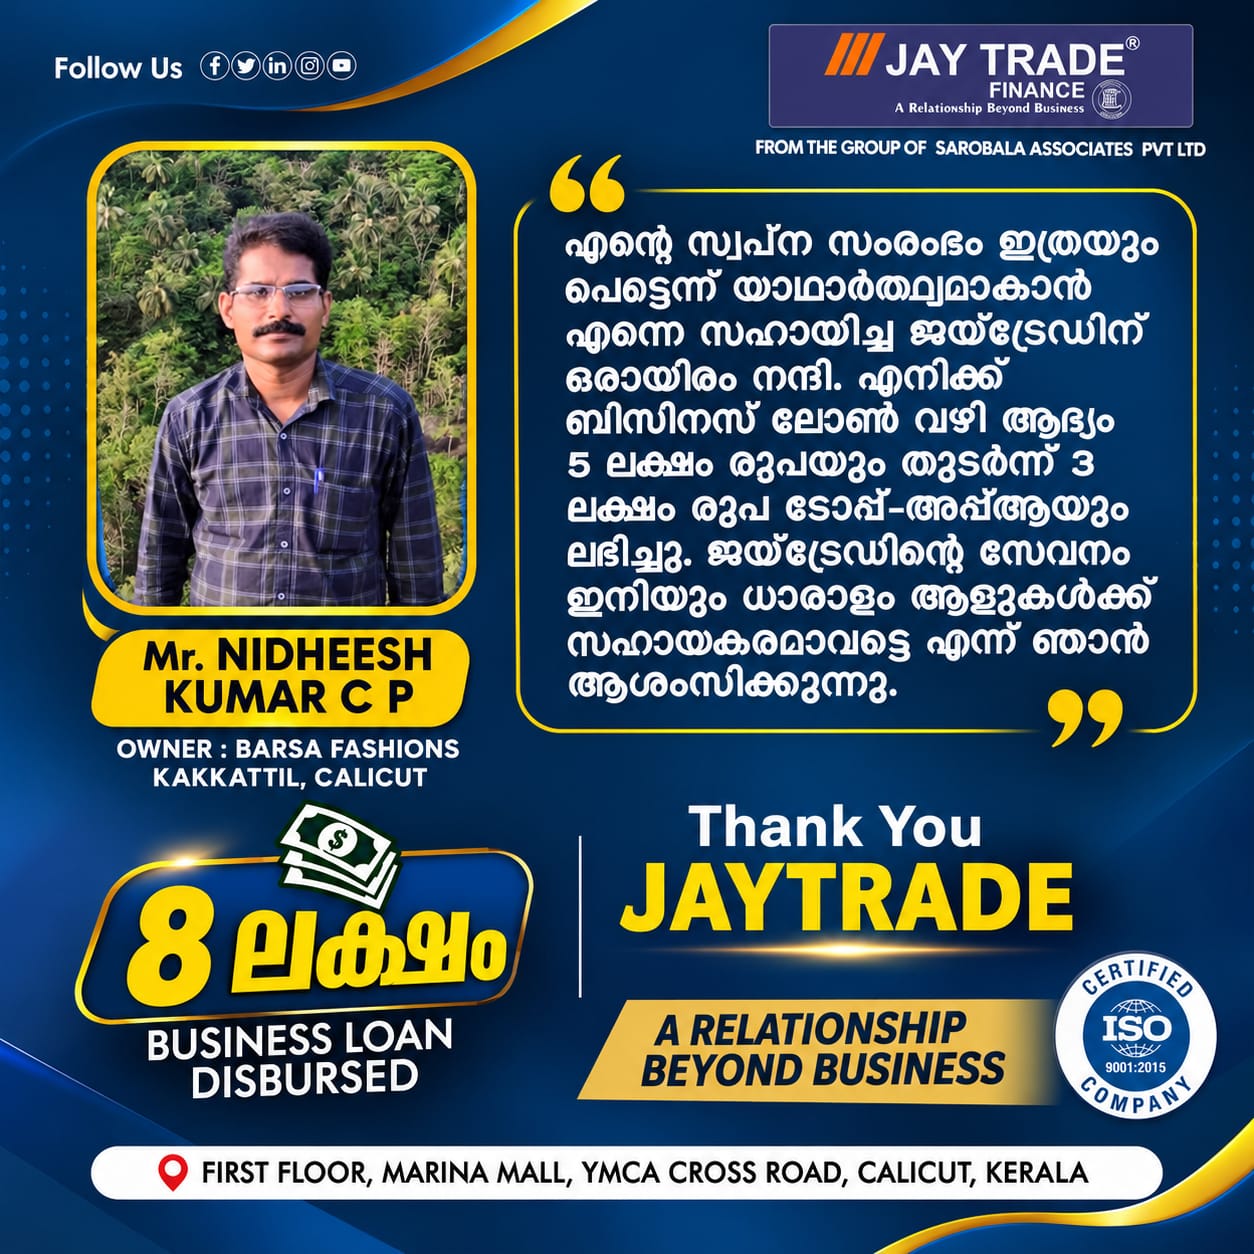 Follow Us
JAY TRADE®
FINANCE
A Relationship Beyond Business
FROM THE GROUP OF SAROBALA ASSOCIATES PVT LTD
“
എന്റെ സ്വപ്ന സംരംഭം ഇത്രയും
പെട്ടെന്ന് യാഥാർത്ഥ്യമാകാൻ
എന്നെ സഹായിച്ച ജയ്ട്രേഡിന്
ഒരായിരം നന്ദി. എനിക്ക്
ബിസിനസ് ലോൺ വഴി ആദ്യം
5 ലക്ഷം രുപയും തുടർന്ന് 3
ലക്ഷം രുപ ടോപ്പ്-അപ്പ്ആയും
ലഭിച്ചു. ജയ്ട്രേഡിന്റെ സേവനം
ഇനിയും ധാരാളം ആളുകൾക്ക്
സഹായകരമാവട്ടെ എന്ന് ഞാൻ
ആശംസിക്കുന്നു.
”
Mr. NIDHEESH
KUMAR C P
OWNER : BARSA FASHIONS
KAKKATTIL, CALICUT
8 ലക്ഷം
BUSINESS LOAN
DISBURSED
Thank You
JAYTRADE
A RELATIONSHIP
BEYOND BUSINESS
CERTIFIED
ISO
9001:2015
COMPANY
FIRST FLOOR, MARINA MALL, YMCA CROSS ROAD, CALICUT, KERALA